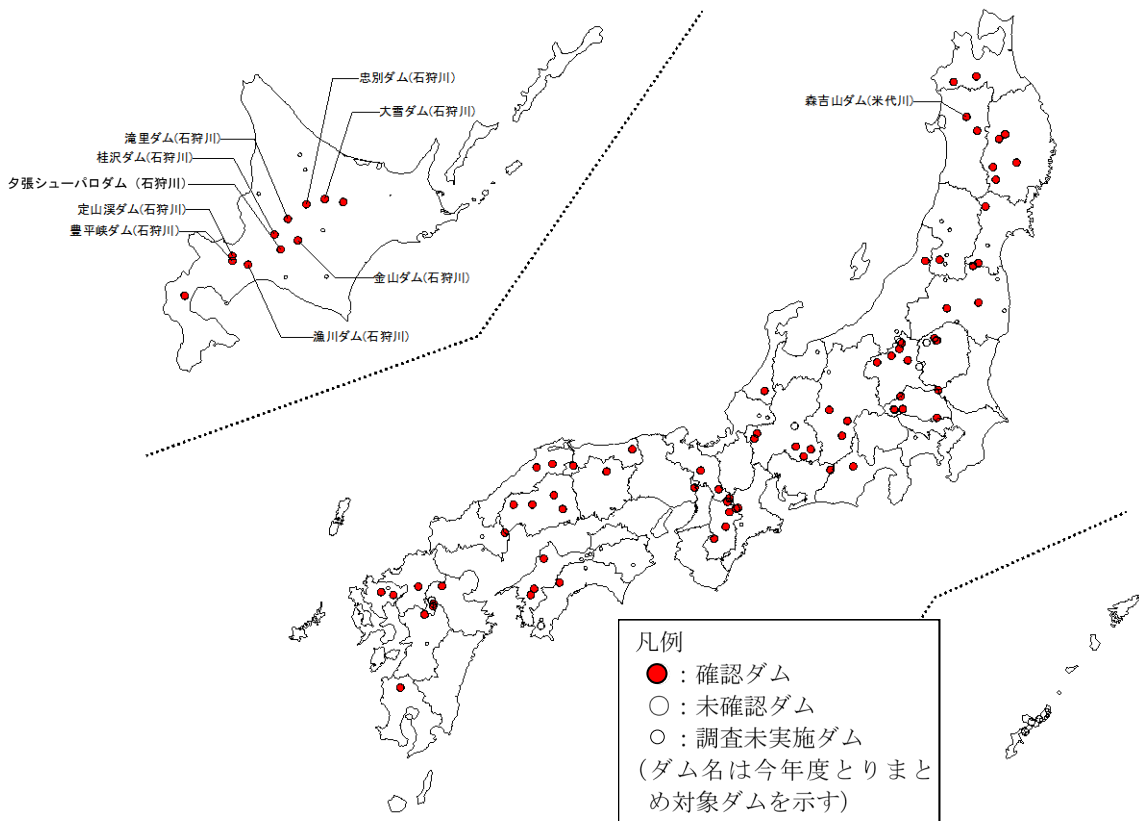 忠別ダム(石狩川)
大雪ダム(石狩川)
滝里ダム(石狩川)
桂沢ダム(石狩川)
夕張シューパロダム（石狩川）
定山渓ダム(石狩川)
豊平峡ダム(石狩川)
金山ダム(石狩川)
漁川ダム(石狩川)
森吉山ダム(米代川)
凡例
：確認ダム
：未確認ダム
：調査未実施ダム
(ダム名は今年度とりまと
め対象ダムを示す)